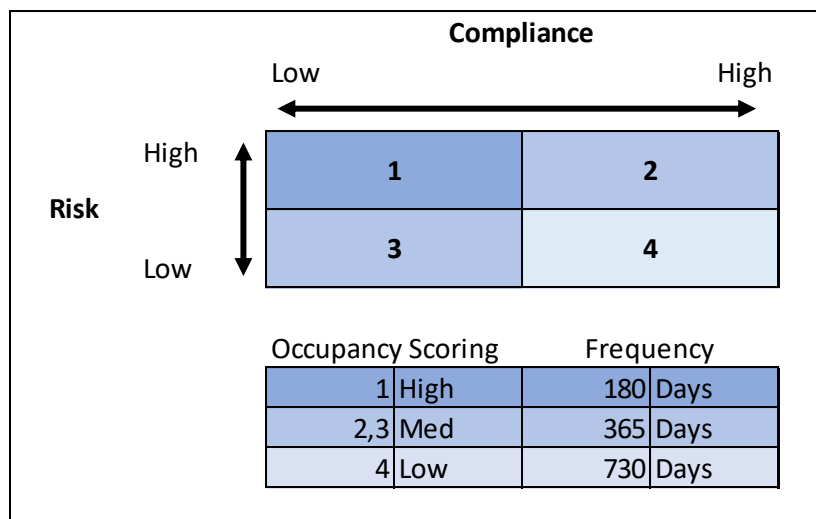 Compliance
Low High
High
1 2
Risk
3 4
Low
Occupancy Scoring Frequency
1 High 180 Days
2,3 Med 365 Days
4 Low 730 Days